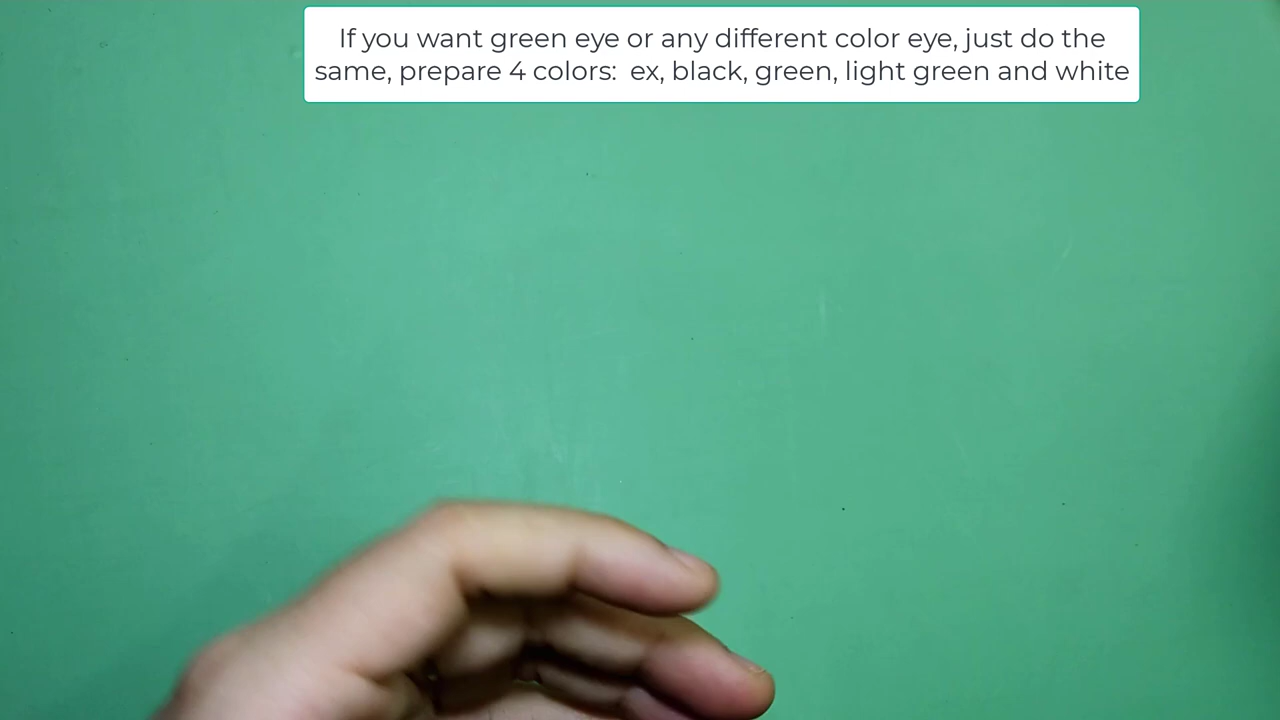 If you want green eye or any different color eye, just do the
same, prepare 4 colors:  ex, black, green, light green and white